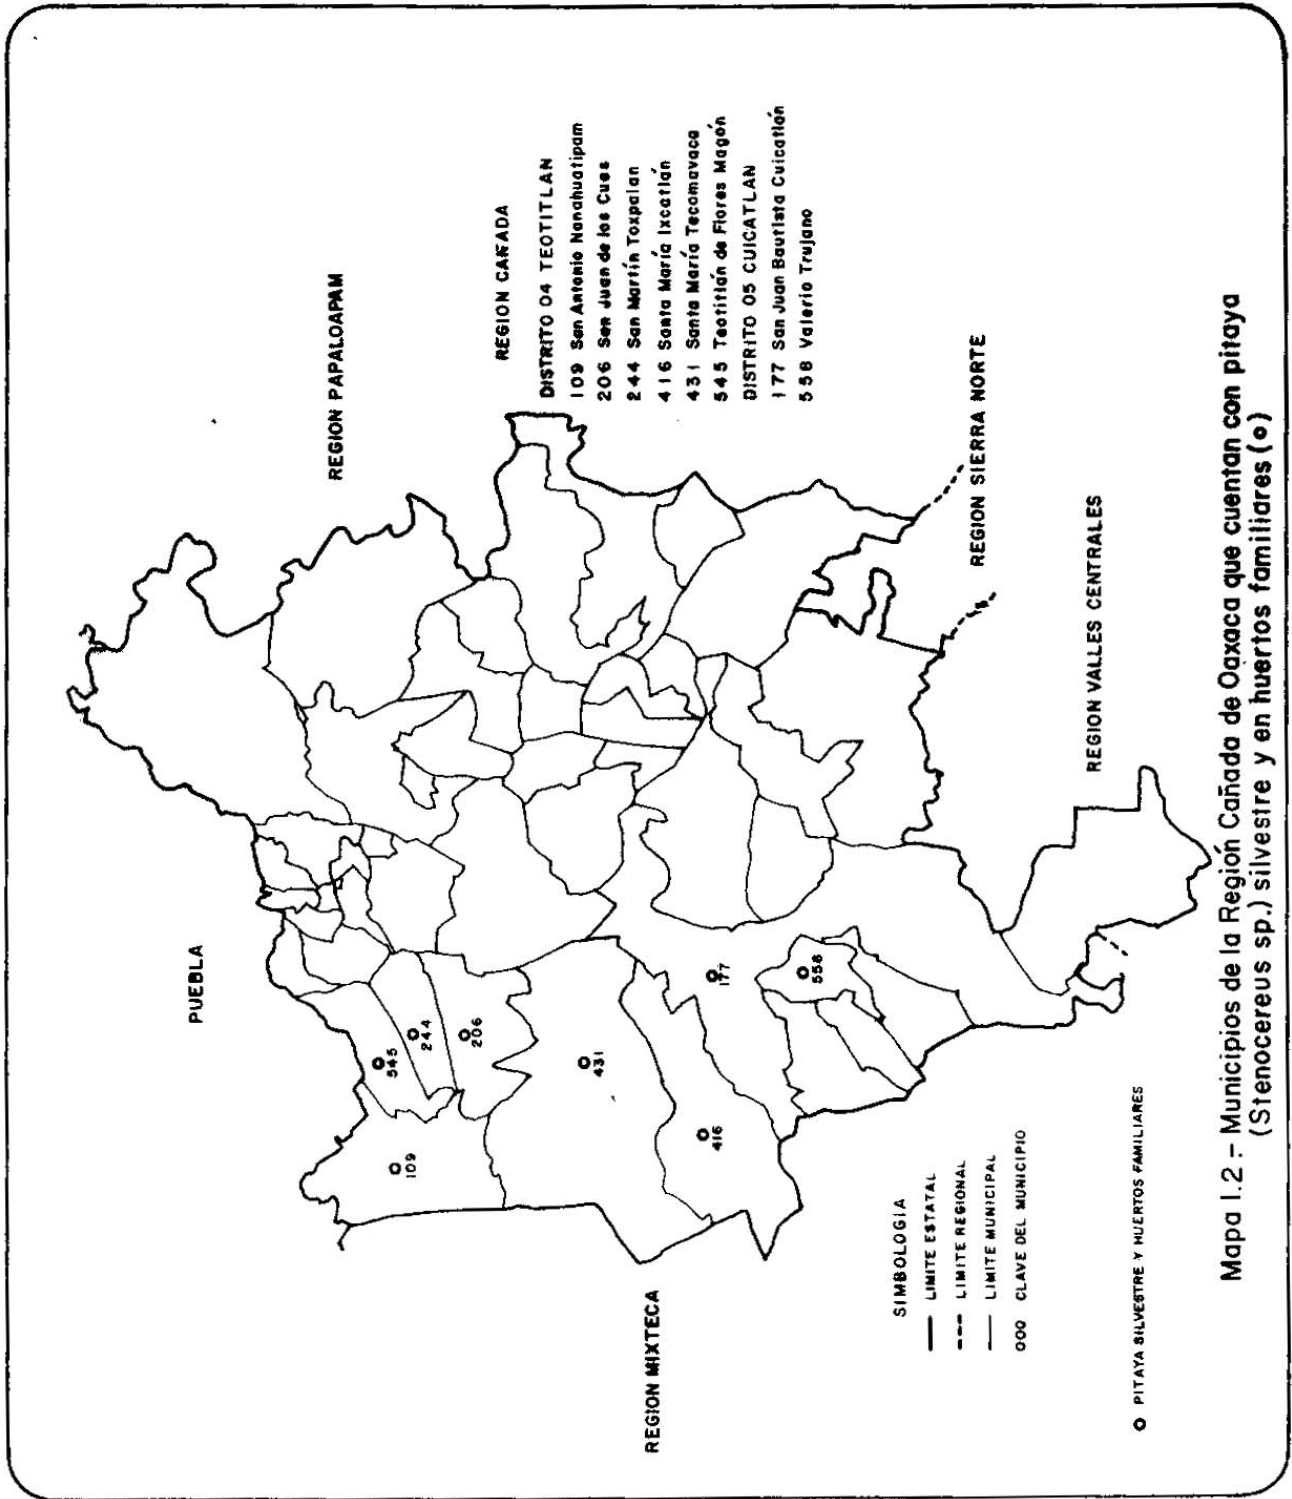 PUEBLA
REGION PAPALOAPAM
REGION CAÑADA
DISTRITO 04 TEOTITLAN
109 San Antonio Nanahuatipam
206 San Juan de los Cues
244 San Martín Toxpalan
416 Santa María Ixcatlán
431 Santa María Tecomavaca
545 Teotitlán de Flores Magón
DISTRITO 05 CUICATLAN
177 San Juan Bautista Cuicatlán
558 Valerio Trujano
109
545
244
206
431
416
177
558
REGION MIXTECA
REGION SIERRA NORTE
REGION VALLES CENTRALES
SIMBOLOGIA
LIMITE ESTATAL
LIMITE REGIONAL
LIMITE MUNICIPAL
000 CLAVE DEL MUNICIPIO
PITAYA SILVESTRE Y HUERTOS FAMILIARES
Mapa 1.2.- Municipios de la Región Cañada de Oaxaca que cuentan con pitaya
(Stenocereus sp.) silvestre y en huertos familiares (o)